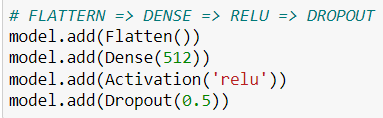 # FLATTERN => DENSE => RELU => DROPOUT
model.add(Flatten())
model.add(Dense(512))
model.add(Activation('relu'))
model.add(Dropout(0.5))